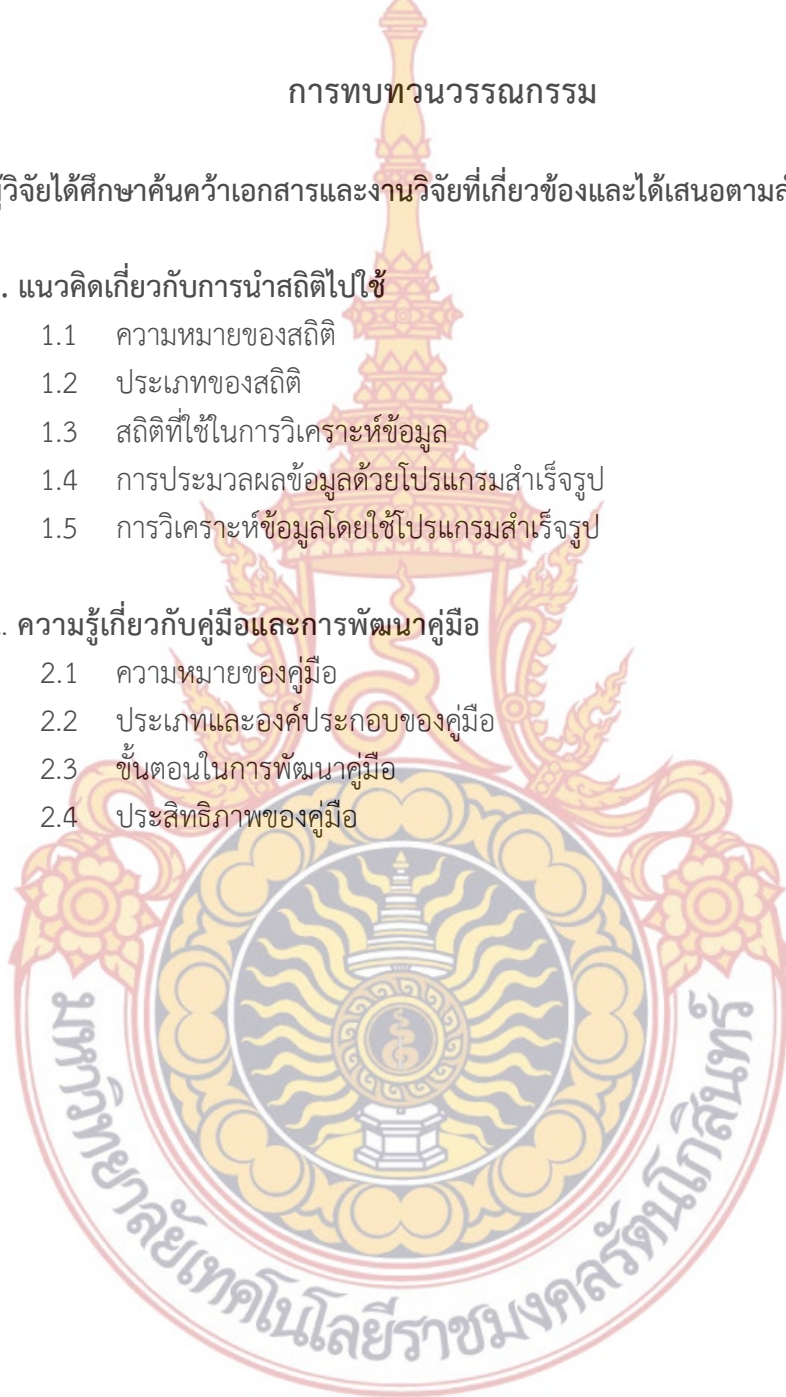 การทบทวนวรรณกรรม
วิจัยได้ศึกษาค้นคว้าเอกสารและงานวิจัยที่เกี่ยวข้องและได้เสนอตาม
. แนวคิดเกี่ยวกับการนำสถิติไปใช้
1.1 ความหมายของสถิติ
1.2 ประเภทของสถิติ
1.3 สถิติที่ใช้ในการวิเคราะห์ข้อมูล
1.4 การประมวลผลข้อมูลด้วยโปรแกรมสำเร็จรูป
1.5 การวิเคราะห์ข้อมูลโดยใช้โปรแกรมสำเร็จรูป
. ความรู้เกี่ยวกับคู่มือและการพัฒนาคู่มือ
2.1 ความหมายของคู่มือ
2.2 ประเภทและองค์ประกอบของคู่มือ
2.3 ขั้นตอนในการพัฒนาคู่มือ
2.4 ประสิทธิภาพของคู่มือ
มหาวิทยาลัยเทคโนโลยีราชมงคลรัตนโกสินทร์